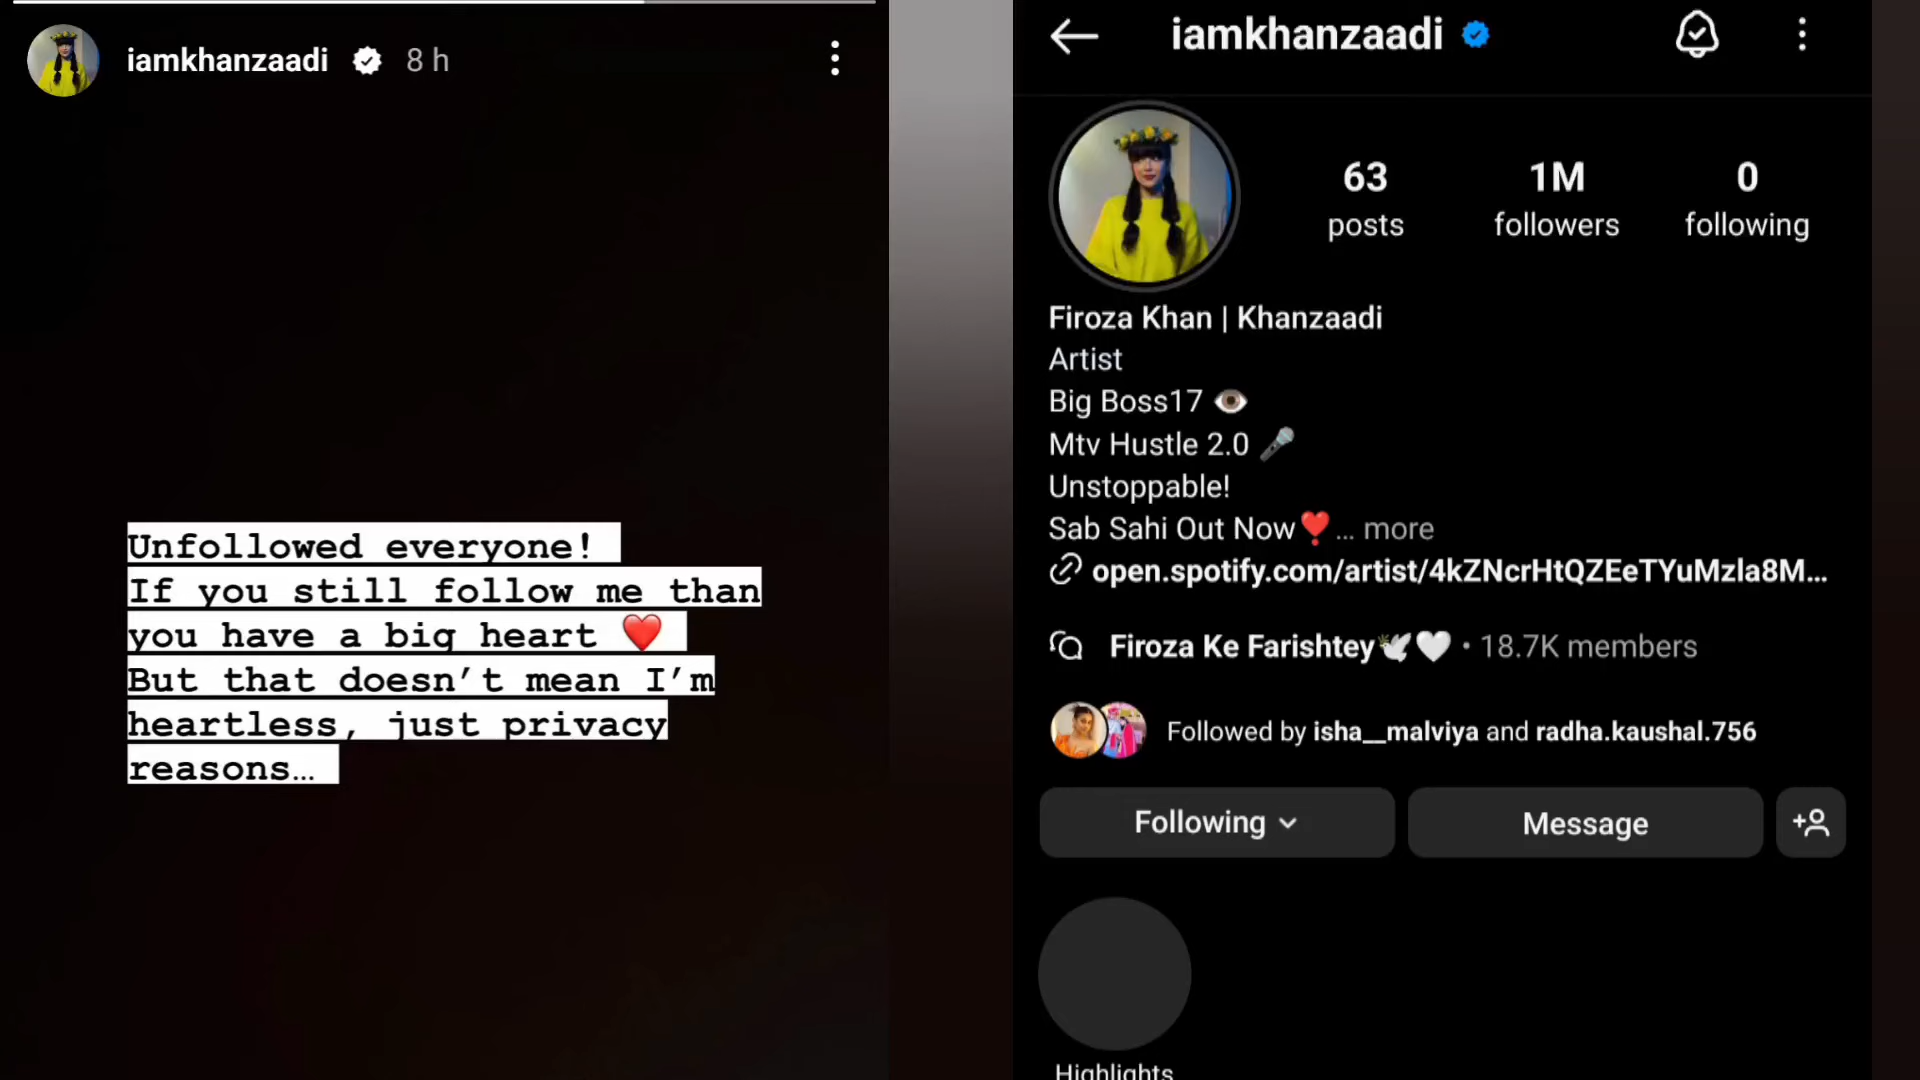 iamkhanzaadi 8 h
Unfollowed everyone!
If you still follow me than
you have a big heart ❤️
But that doesn’t mean I’m
heartless, just privacy
reasons…
iamkhanzaadi
63 1M 0
posts followers following
Firoza Khan | Khanzaadi
Artist
Big Boss17 👁️
Mtv Hustle 2.0 🎤
Unstoppable!
Sab Sahi Out Now❣️... more
open.spotify.com/artist/4kZNcrHtQZEeTYuMzla8M...
Firoza Ke Farishtey🕊️🤍 • 18.7K members
Followed by isha__malviya and radha.kaushal.756
Following Message
Highlights